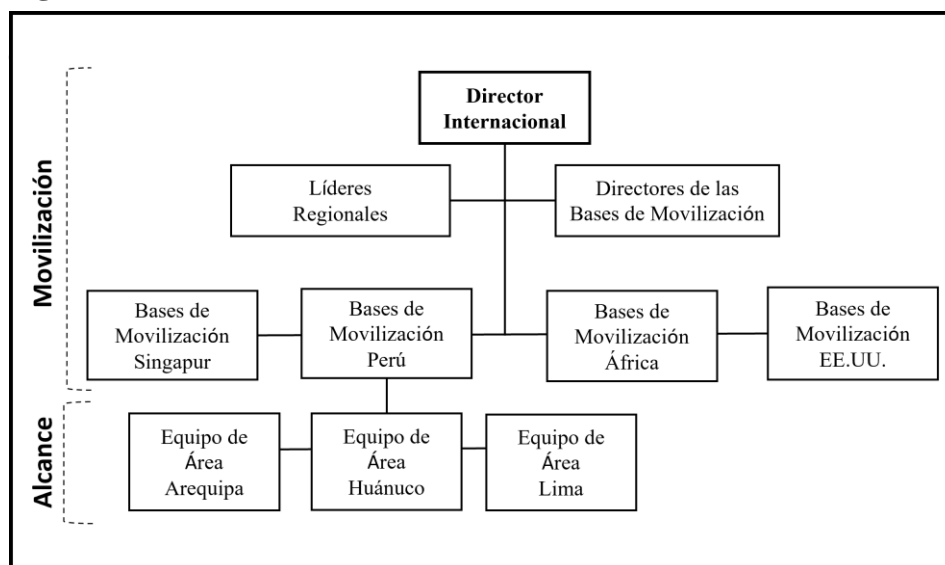 Director
Internacional
Líderes
Regionales
Directores de las
Bases de Movilización
Movilización
Bases de
Movilización
Singapur
Bases de
Movilización
Perú
Bases de
Movilización
África
Bases de
Movilización
EE.UU.
Alcance
Equipo de
Área
Arequipa
Equipo de
Área
Huánuco
Equipo de
Área
Lima